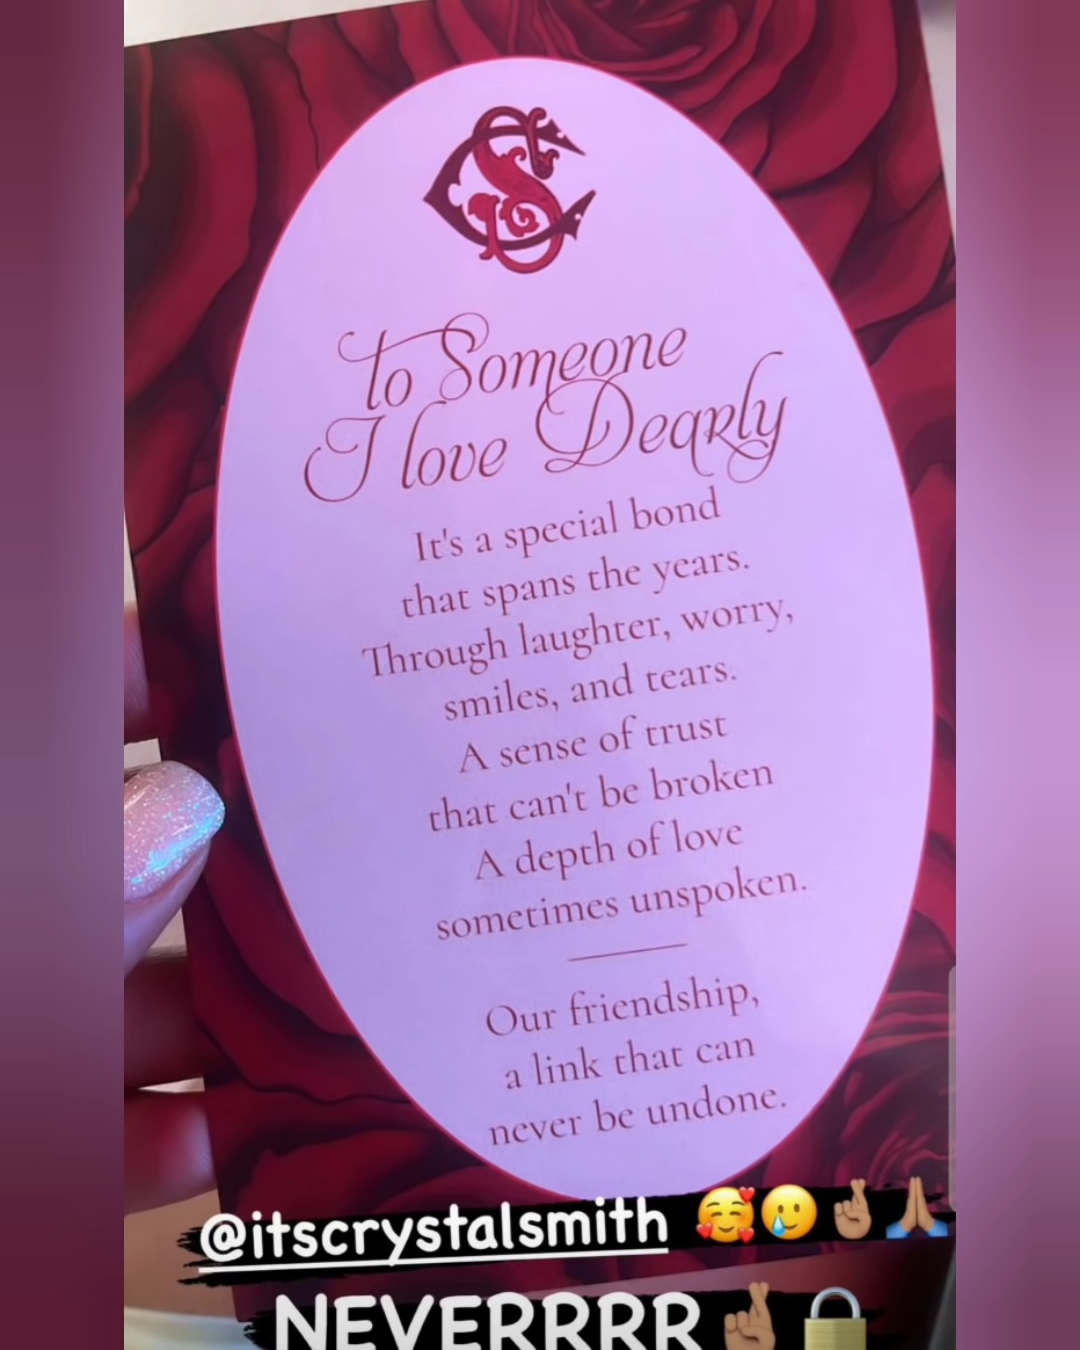 CS
to Someone
I love Dearly
It's a special bond
that spans the years.
Through laughter, worry,
smiles, and tears.
A sense of trust
that can't be broken
A depth of love
sometimes unspoken.
Our friendship,
a link that can
never be undone.
@itscrystalsmith 🥰🥲🤞🏽🙏🏽
NEVERRRR🤞🏽🔒